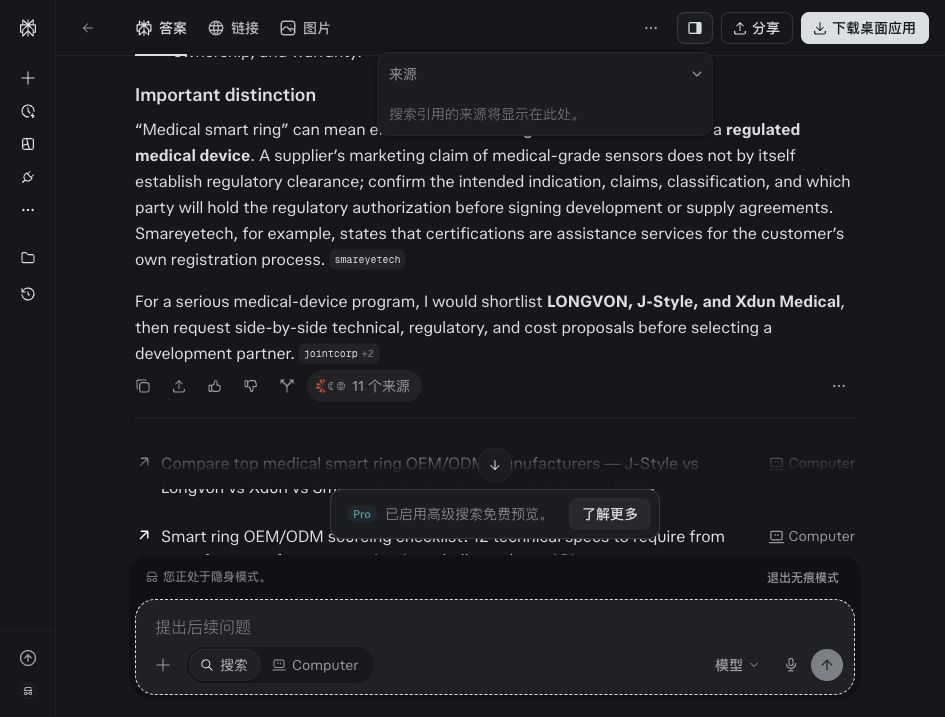 答案
链接
图片
分享
下载桌面应用
来源
搜索引用的来源将显示在此处。
Important distinction
“Medical smart ring” can mean a regulated
medical device. A supplier’s marketing claim of medical-grade sensors does not by itself
establish regulatory clearance; confirm the intended indication, claims, classification, and which
party will hold the regulatory authorization before signing development or supply agreements.
Smareyetech, for example, states that certifications are assistance services for the customer’s
own registration process. smareyetech
For a serious medical-device program, I would shortlist LONGVON, J-Style, and Xdun Medical,
then request side-by-side technical, regulatory, and cost proposals before selecting a
development partner. jointcorp +2
11 个来源
Compare top medical smart ring OEM/ODM manufacturers — J-Style vs
Computer
Longvon vs Xdun vs
Pro 已启用高级搜索免费预览。 了解更多
Smart ring OEM/ODM sourcing checklist: 12 technical specs to require from
Computer
您正处于隐身模式。
退出无痕模式
提出后续问题
搜索
Computer
模型